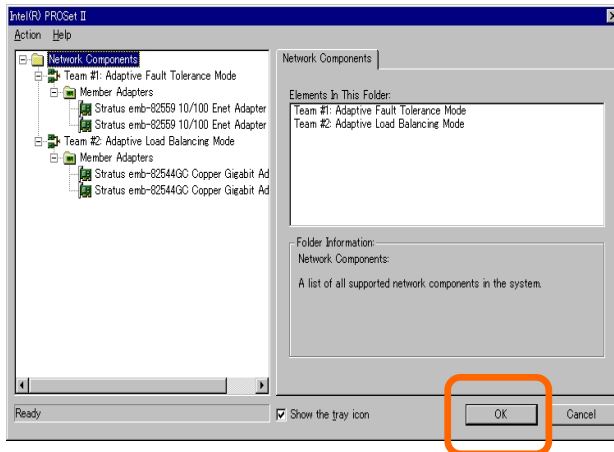 Intel(R) PROSet II
Action Help
Network Components
Team #1: Adaptive Fault Tolerance Mode
Member Adapters
Stratus emb-82559 10/100 Enet Adapter
Stratus emb-82559 10/100 Enet Adapter
Team #2: Adaptive Load Balancing Mode
Member Adapters
Stratus emb-82544GC Copper Gigabit Ad
Stratus emb-82544GC Copper Gigabit Ad
Network Components
Elements In This Folder:
Team #1: Adaptive Fault Tolerance Mode
Team #2: Adaptive Load Balancing Mode
Folder Information:
Network Components:
A list of all supported network components in the system.
Ready
Show the tray icon
OK
Cancel